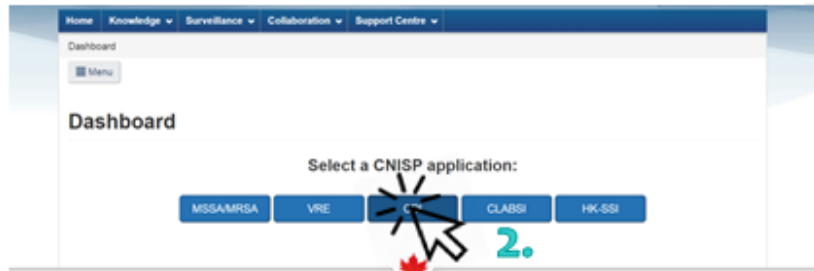 Home Knowledge Surveillance Collaboration Support Centre
Dashboard
Menu
Dashboard
Select a CNISP application:
MSSA/MRSA VRE CLABSI HK-SSI
2.